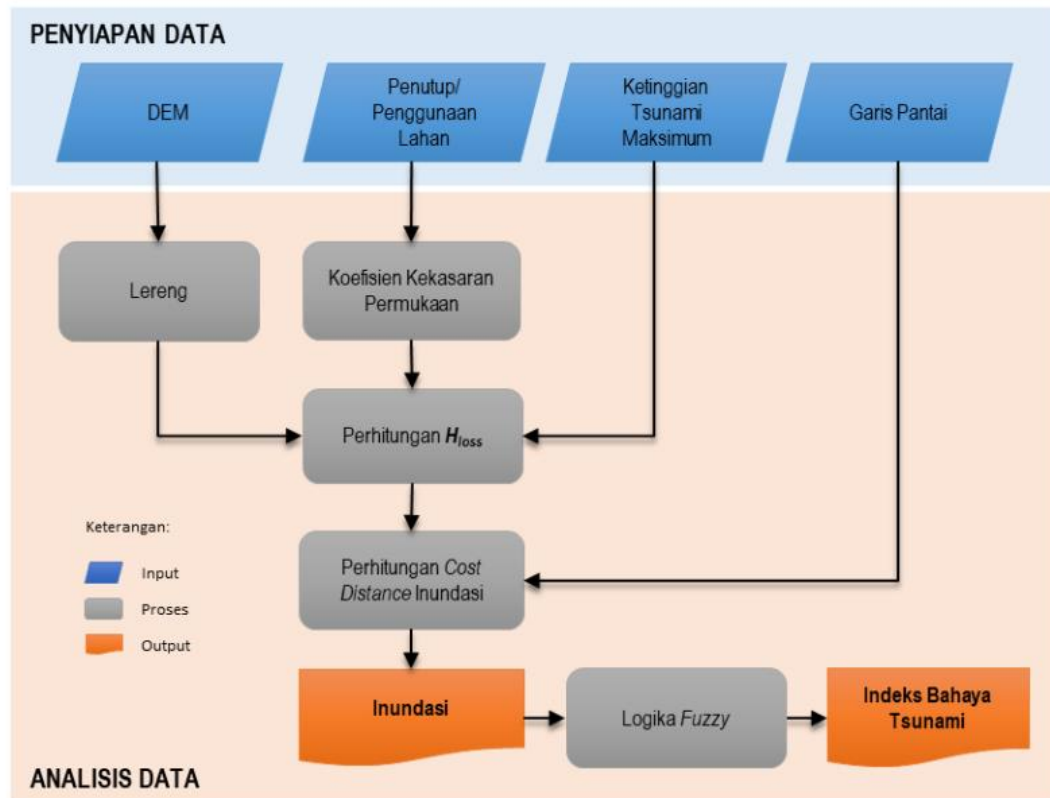 PENYIAPAN DATA
DEM
Penutup/
Penggunaan
Lahan
Ketinggian
Tsunami
Maksimum
Garis Pantai
Lereng
Koefisien Kekasaran
Permukaan
Perhitungan Hloss
Keterangan:
Input
Proses
Output
Perhitungan Cost
Distance Inundasi
Inundasi
Logika Fuzzy
Indeks Bahaya
Tsunami
ANALISIS DATA